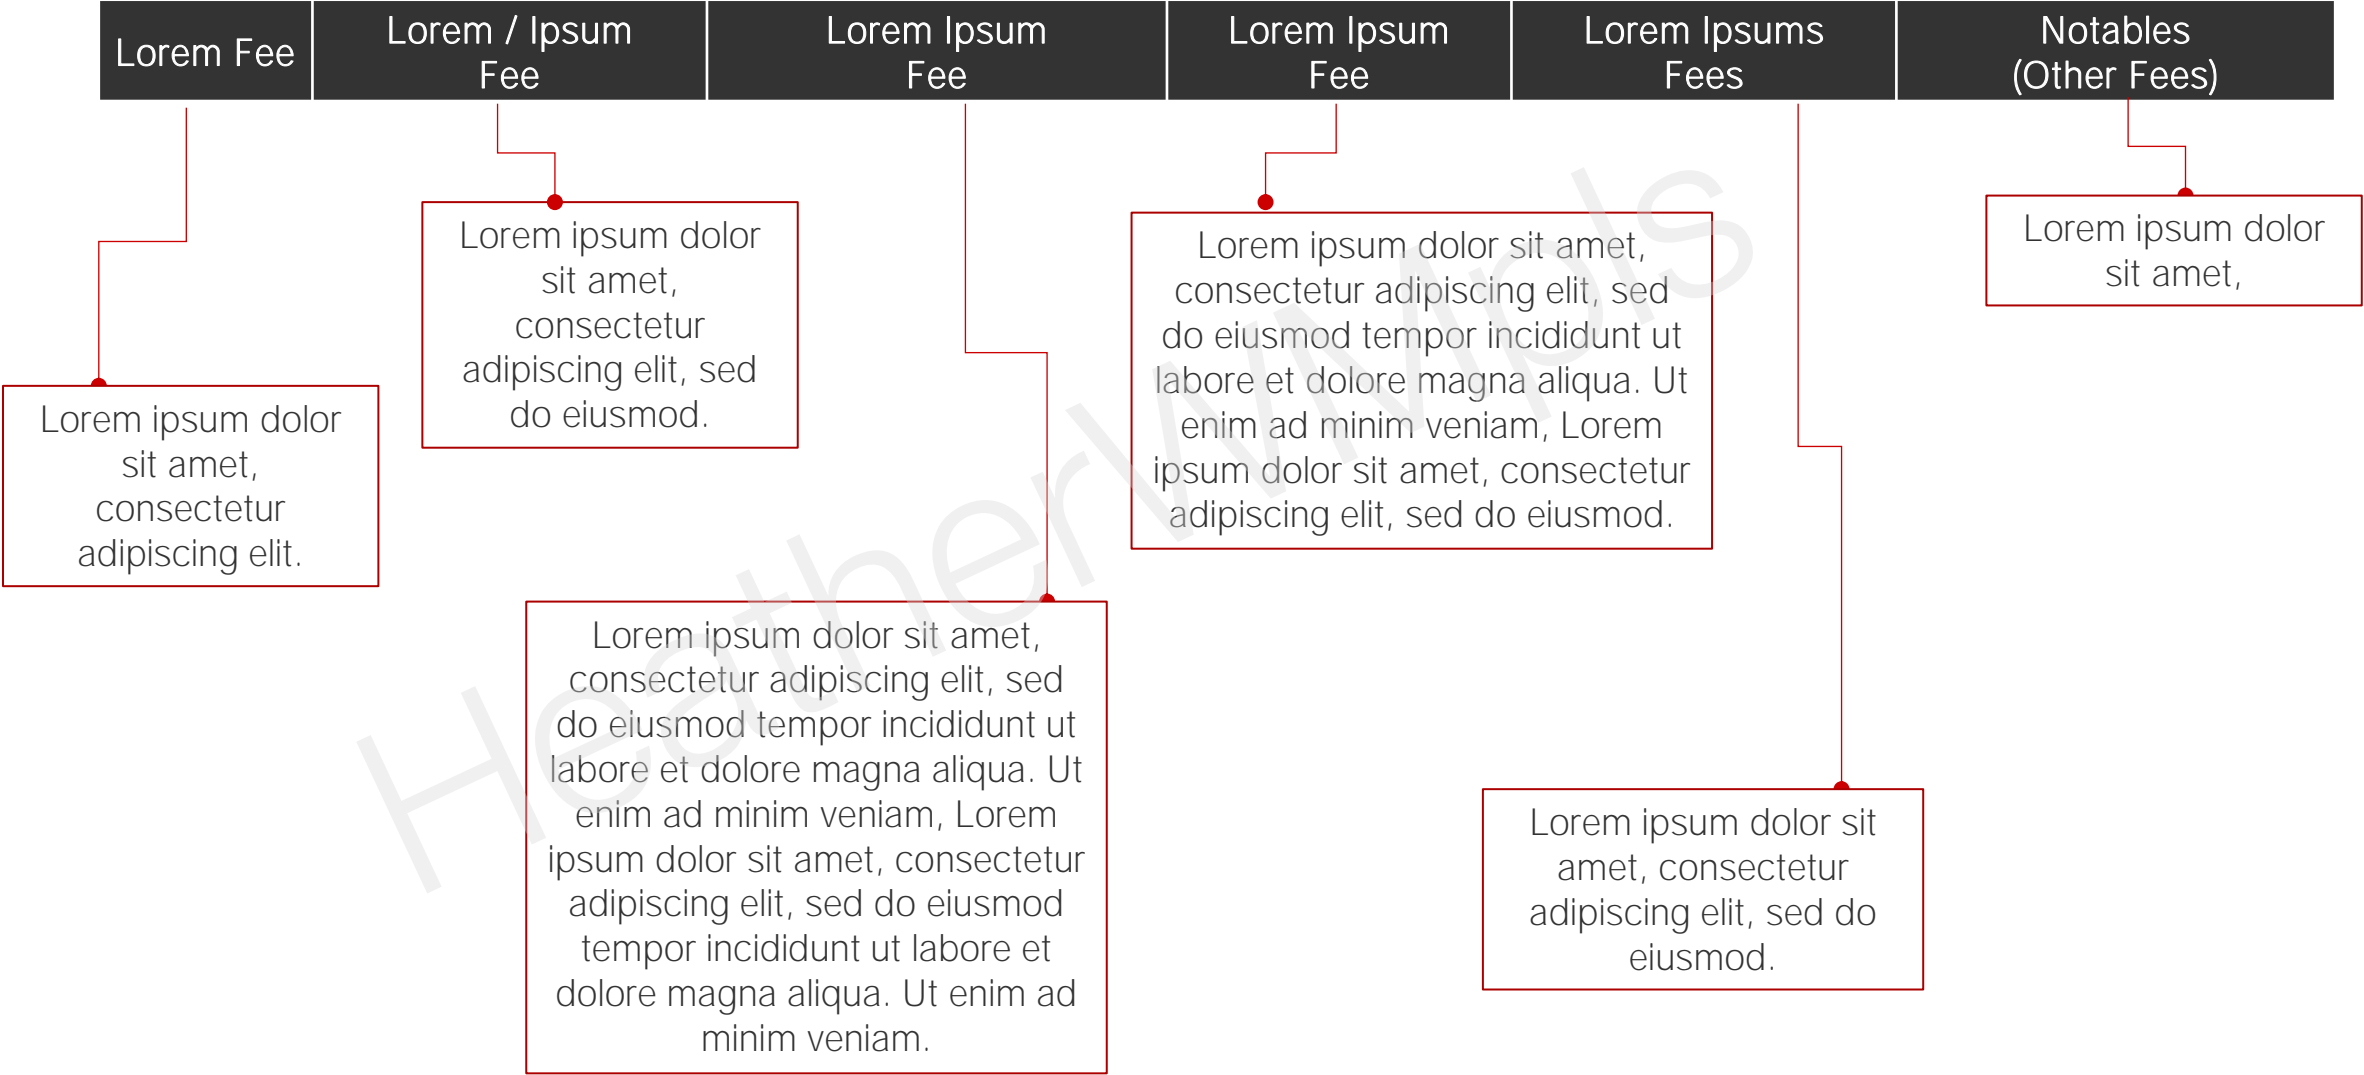 Lorem Fee
Lorem / Ipsum
Fee
Lorem Ipsum
Fee
Lorem Ipsum
Fee
Lorem Ipsums
Fees
Notables
(Other Fees)
Lorem ipsum dolor
sit amet,
consectetur
adipiscing elit.
Lorem ipsum dolor
sit amet,
consectetur
adipiscing elit, sed
do eiusmod.
Lorem ipsum dolor sit amet,
consectetur adipiscing elit, sed
do eiusmod tempor incididunt ut
labore et dolore magna aliqua. Ut
enim ad minim veniam, Lorem
ipsum dolor sit amet, consectetur
adipiscing elit, sed do eiusmod
tempor incididunt ut labore et
dolore magna aliqua. Ut enim ad
minim veniam.
Lorem ipsum dolor sit amet,
consectetur adipiscing elit, sed
do eiusmod tempor incididunt ut
labore et dolore magna aliqua. Ut
enim ad minim veniam, Lorem
ipsum dolor sit amet, consectetur
adipiscing elit, sed do eiusmod.
Lorem ipsum dolor sit
amet, consectetur
adipiscing elit, sed do
eiusmod.
Lorem ipsum dolor
sit amet,
HeatherWMpls